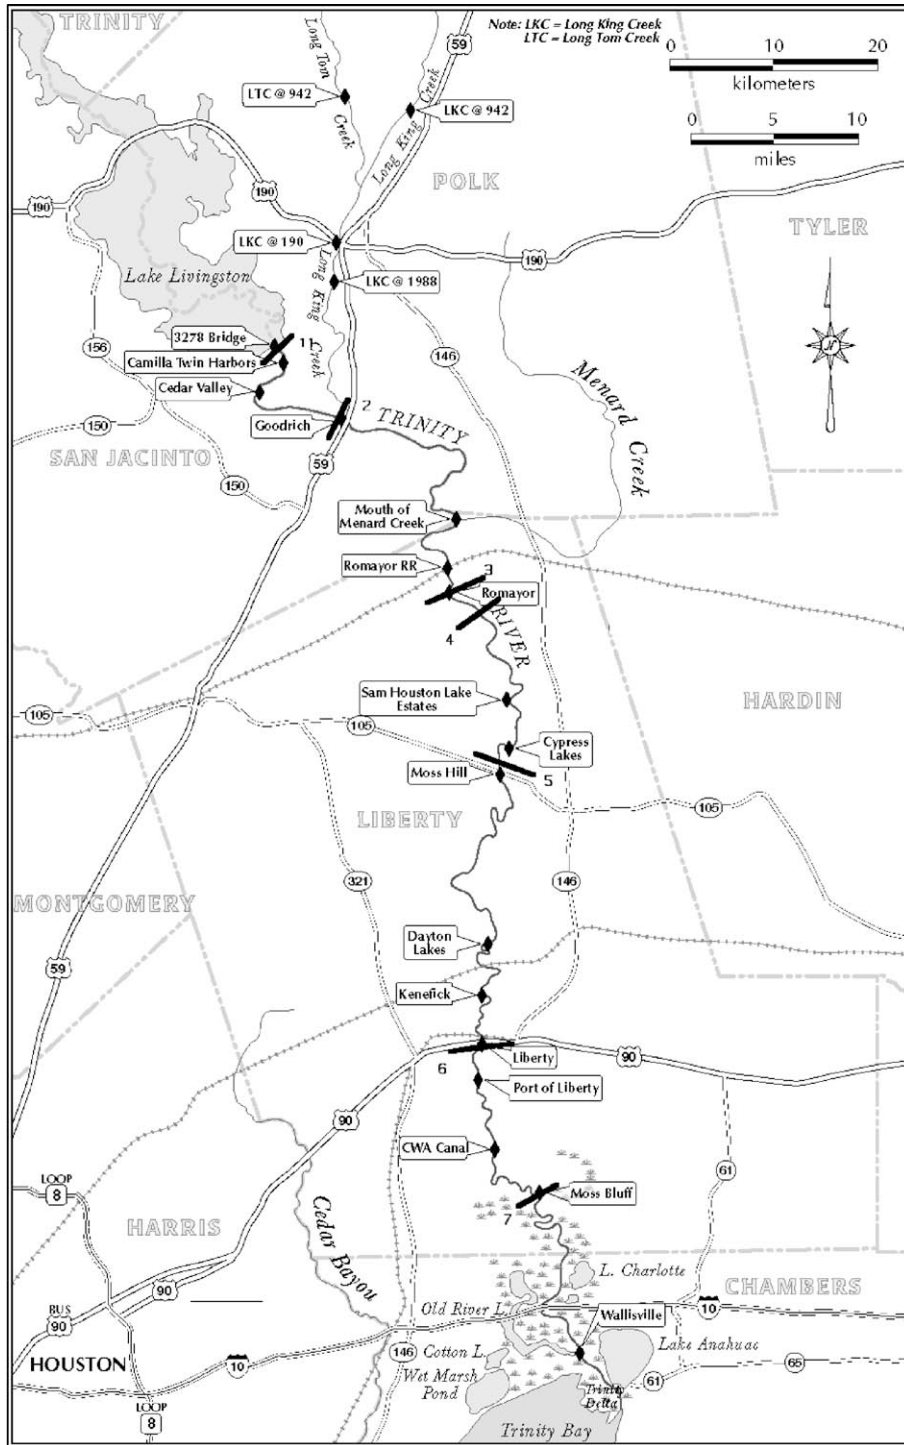 TRINITY
Note: LKC = Long King Creek
LTC = Long Tom Creek
59
0 10 20
kilometers
0 5 10
miles
Long Tom
Creek
LTC @ 942
LKC @ 942
Long King Creek
POLK
TYLER
190
190
190
LKC @ 190
Long King
Creek
LKC @ 1988
Lake Livingston
3278 Bridge
1
156
Camilla Twin Harbors
146
N
Cedar Valley
2
Menard Creek
150
Goodrich
TRINITY
SAN JACINTO
59
150
Mouth of
Menard Creek
Romayor RR
3
Romayor
4
RIVER
Sam Houston Lake
Estates
HARDIN
105
105
Cypress
Lakes
Moss Hill
5
105
LIBERTY
321
146
MONTGOMERY
Dayton
Lakes
59
Kenefick
Liberty
90
6
Port of Liberty
90
CWA Canal
61
LOOP
8
Moss Bluff
7
HARRIS
Cedar Bayou
L. Charlotte
CHAMBERS
90
BUS
90
Old River L.
10
Wallisville
HOUSTON
10
146
Cotton L.
Lake Anahuac
Wet Marsh
Pond
61
65
LOOP
8
Trinity
Delta
Trinity Bay